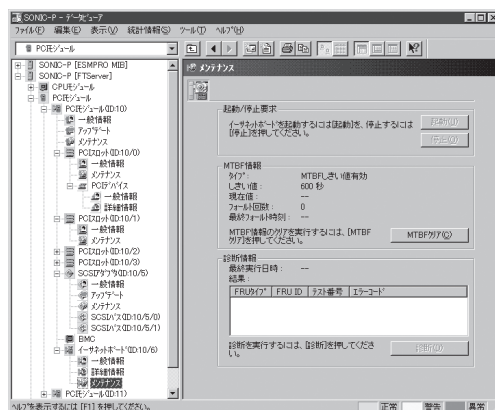 SONIC-P - ﾃﾞｰﾀﾋﾞｭｰｱ
ﾌｧｲﾙ(F) 編集(E) 表示(V) 統計情報(S) ﾂｰﾙ(T) ﾍﾙﾌﾟ(H)
PCIﾓｼﾞｭｰﾙ
SONIC-P [ESMPRO MIB]
SONIC-P [FTServer]
CPUﾓｼﾞｭｰﾙ
PCIﾓｼﾞｭｰﾙ
PCIﾓｼﾞｭｰﾙ(ID:10)
一般情報
ｱｯﾌﾟﾃﾞｰﾄ
ﾒﾝﾃﾅﾝｽ
PCIｽﾛｯﾄ(ID:10/0)
一般情報
ﾒﾝﾃﾅﾝｽ
PCIﾃﾞﾊﾞｲｽ
一般情報
詳細情報
PCIｽﾛｯﾄ(ID:10/1)
一般情報
ﾒﾝﾃﾅﾝｽ
PCIｽﾛｯﾄ(ID:10/2)
PCIｽﾛｯﾄ(ID:10/3)
SCSIｱﾀﾞﾌﾟﾀ(ID:10/5)
一般情報
ｱｯﾌﾟﾃﾞｰﾄ
ﾒﾝﾃﾅﾝｽ
SCSIﾊﾞｽ(ID:10/5/0)
SCSIﾊﾞｽ(ID:10/5/1)
BMC
ｲｰｻﾈｯﾄﾎﾞｰﾄﾞ(ID:10/6)
一般情報
詳細情報
ﾒﾝﾃﾅﾝｽ
PCIﾓｼﾞｭｰﾙ(ID:11)
ﾒﾝﾃﾅﾝｽ
起動/停止要求
ｲｰｻﾈｯﾄﾎﾞｰﾄﾞを起動するには[起動]を、停止するには
[停止]を押してください。
起動(U)
停止(O)
MTBF情報
ﾀｲﾌﾟ: MTBFしきい値有効
しきい値: 600 秒
現在値: --
ﾌｫｰﾙﾄ回数: 0
最終ﾌｫｰﾙﾄ時刻: --
MTBF情報のｸﾘｱを実行するには、[MTBF
ｸﾘｱ]を押してください。
MTBFｸﾘｱ(C)
診断情報
最終実行日時: --
結果:
FRUﾀｲﾌﾟ FRU ID ﾃｽﾄ番号 ｴﾗｰｺｰﾄﾞ
診断を実行するには、[診断]を押してくださ
い。
診断(D)
ﾍﾙﾌﾟを表示するには [F1] を押してください。
正常 警告 異常